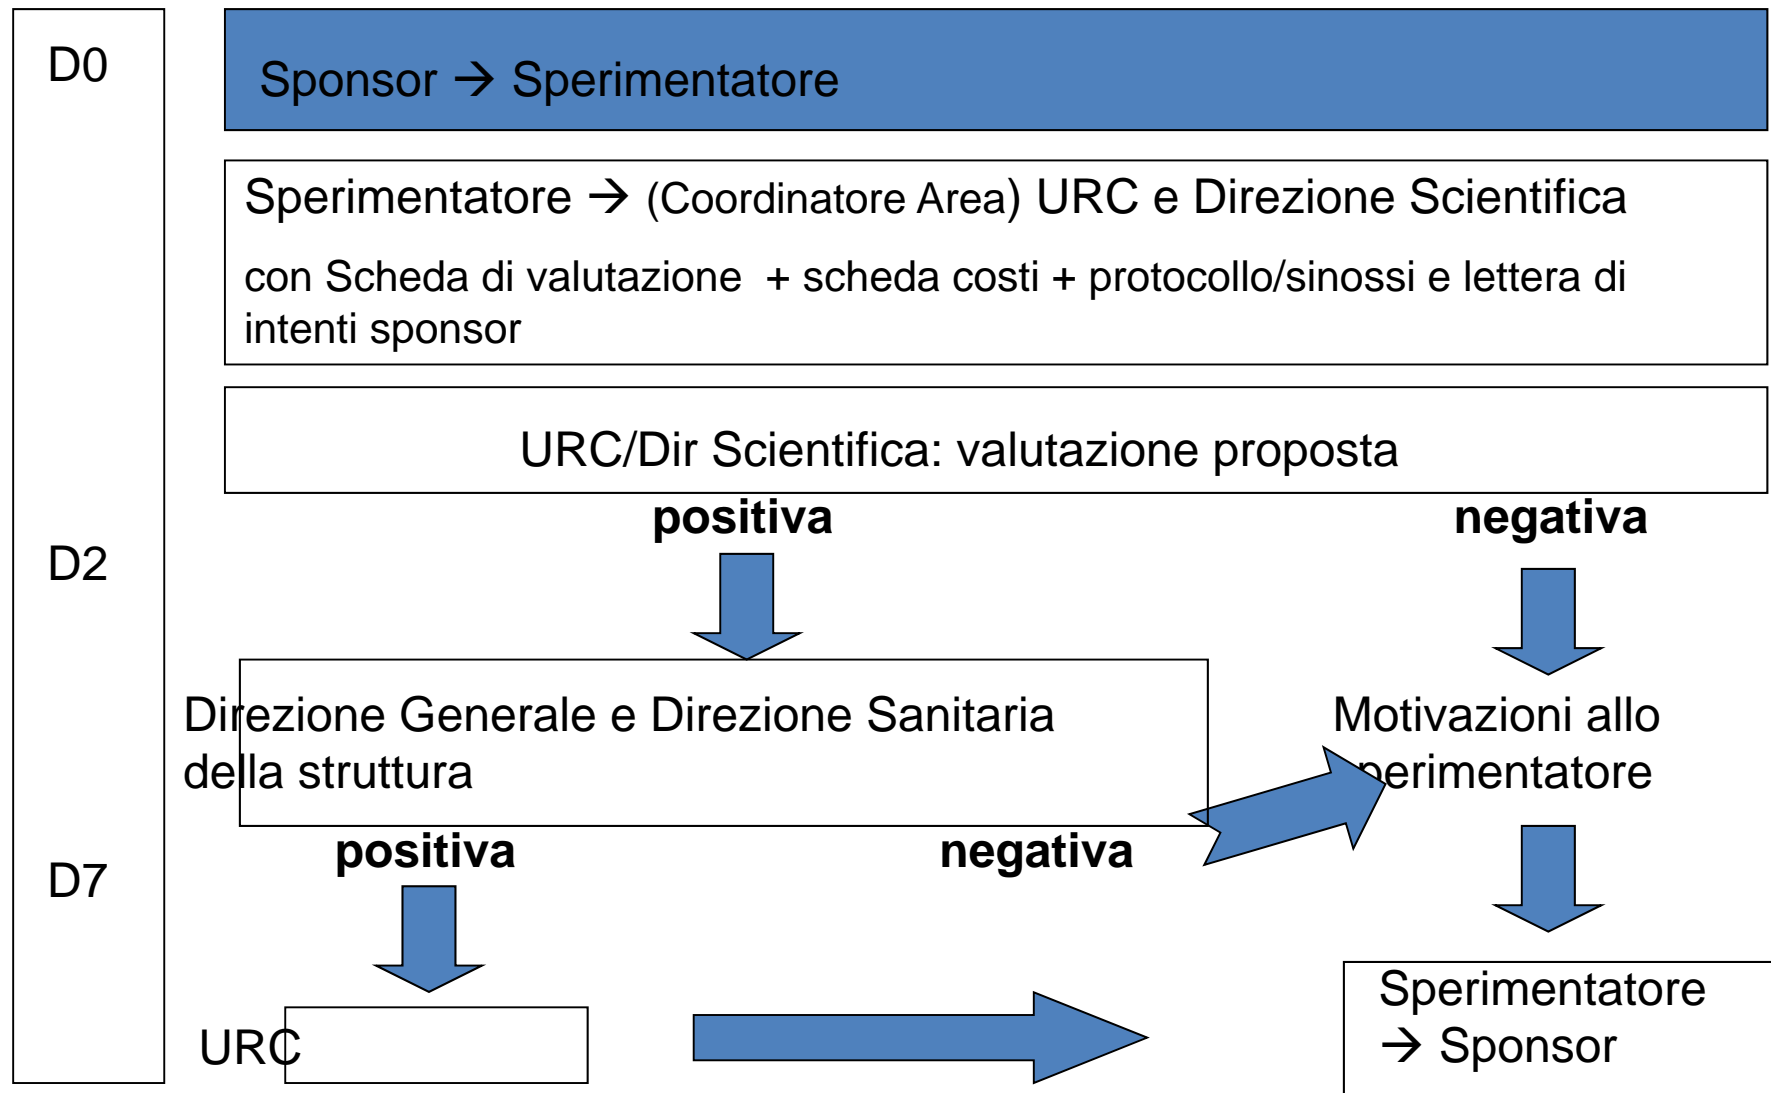 D0
Sponsor → Sperimentatore
Sperimentatore → (Coordinatore Area) URC e Direzione Scientifica
con Scheda di valutazione + scheda costi + protocollo/sinossi e lettera di
intenti sponsor
URC/Dir Scientifica: valutazione proposta
positiva
negativa
D2
Direzione Generale e Direzione Sanitaria
della struttura
Motivazioni allo
perimentatore
positiva
negativa
D7
URC
Sperimentatore
→ Sponsor